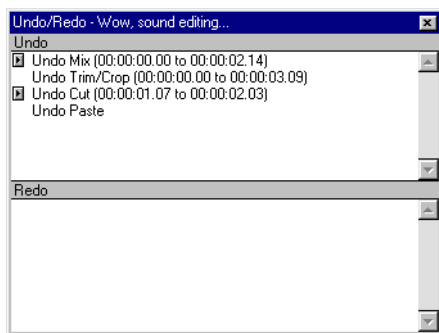 Undo/Redo - Wow, sound editing...
Undo
Undo Mix (00:00:00.00 to 00:00:02.14)
Undo Trim/Crop (00:00:00.00 to 00:00:03.09)
Undo Cut (00:00:01.07 to 00:00:02.03)
Undo Paste
Redo